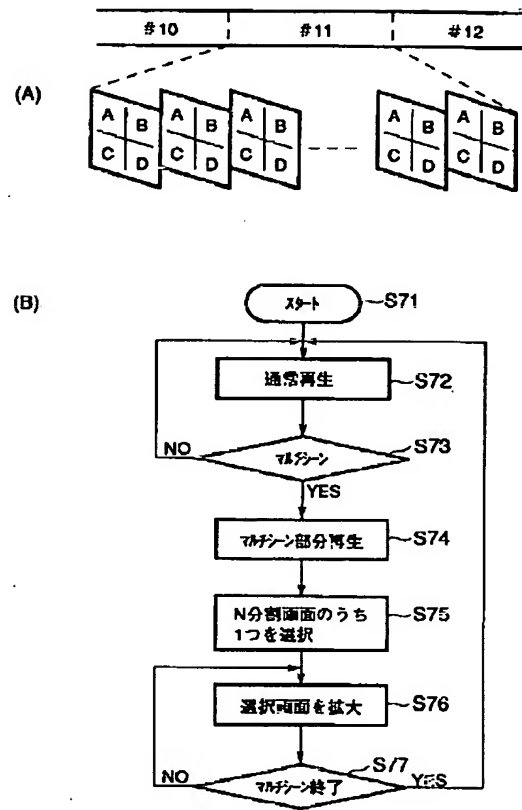 #10 #11 #12
(A)
A B A B A B A B A B
C D C D C D C D C D
(B)
スタート S71
通常再生 S72
マルチシーン S73
NO
YES
マルチシーン部分再生 S74
N分割画面のうち
1つを選択 S75
選択画面を拡大 S76
マルチシーン終了 S77
NO YES